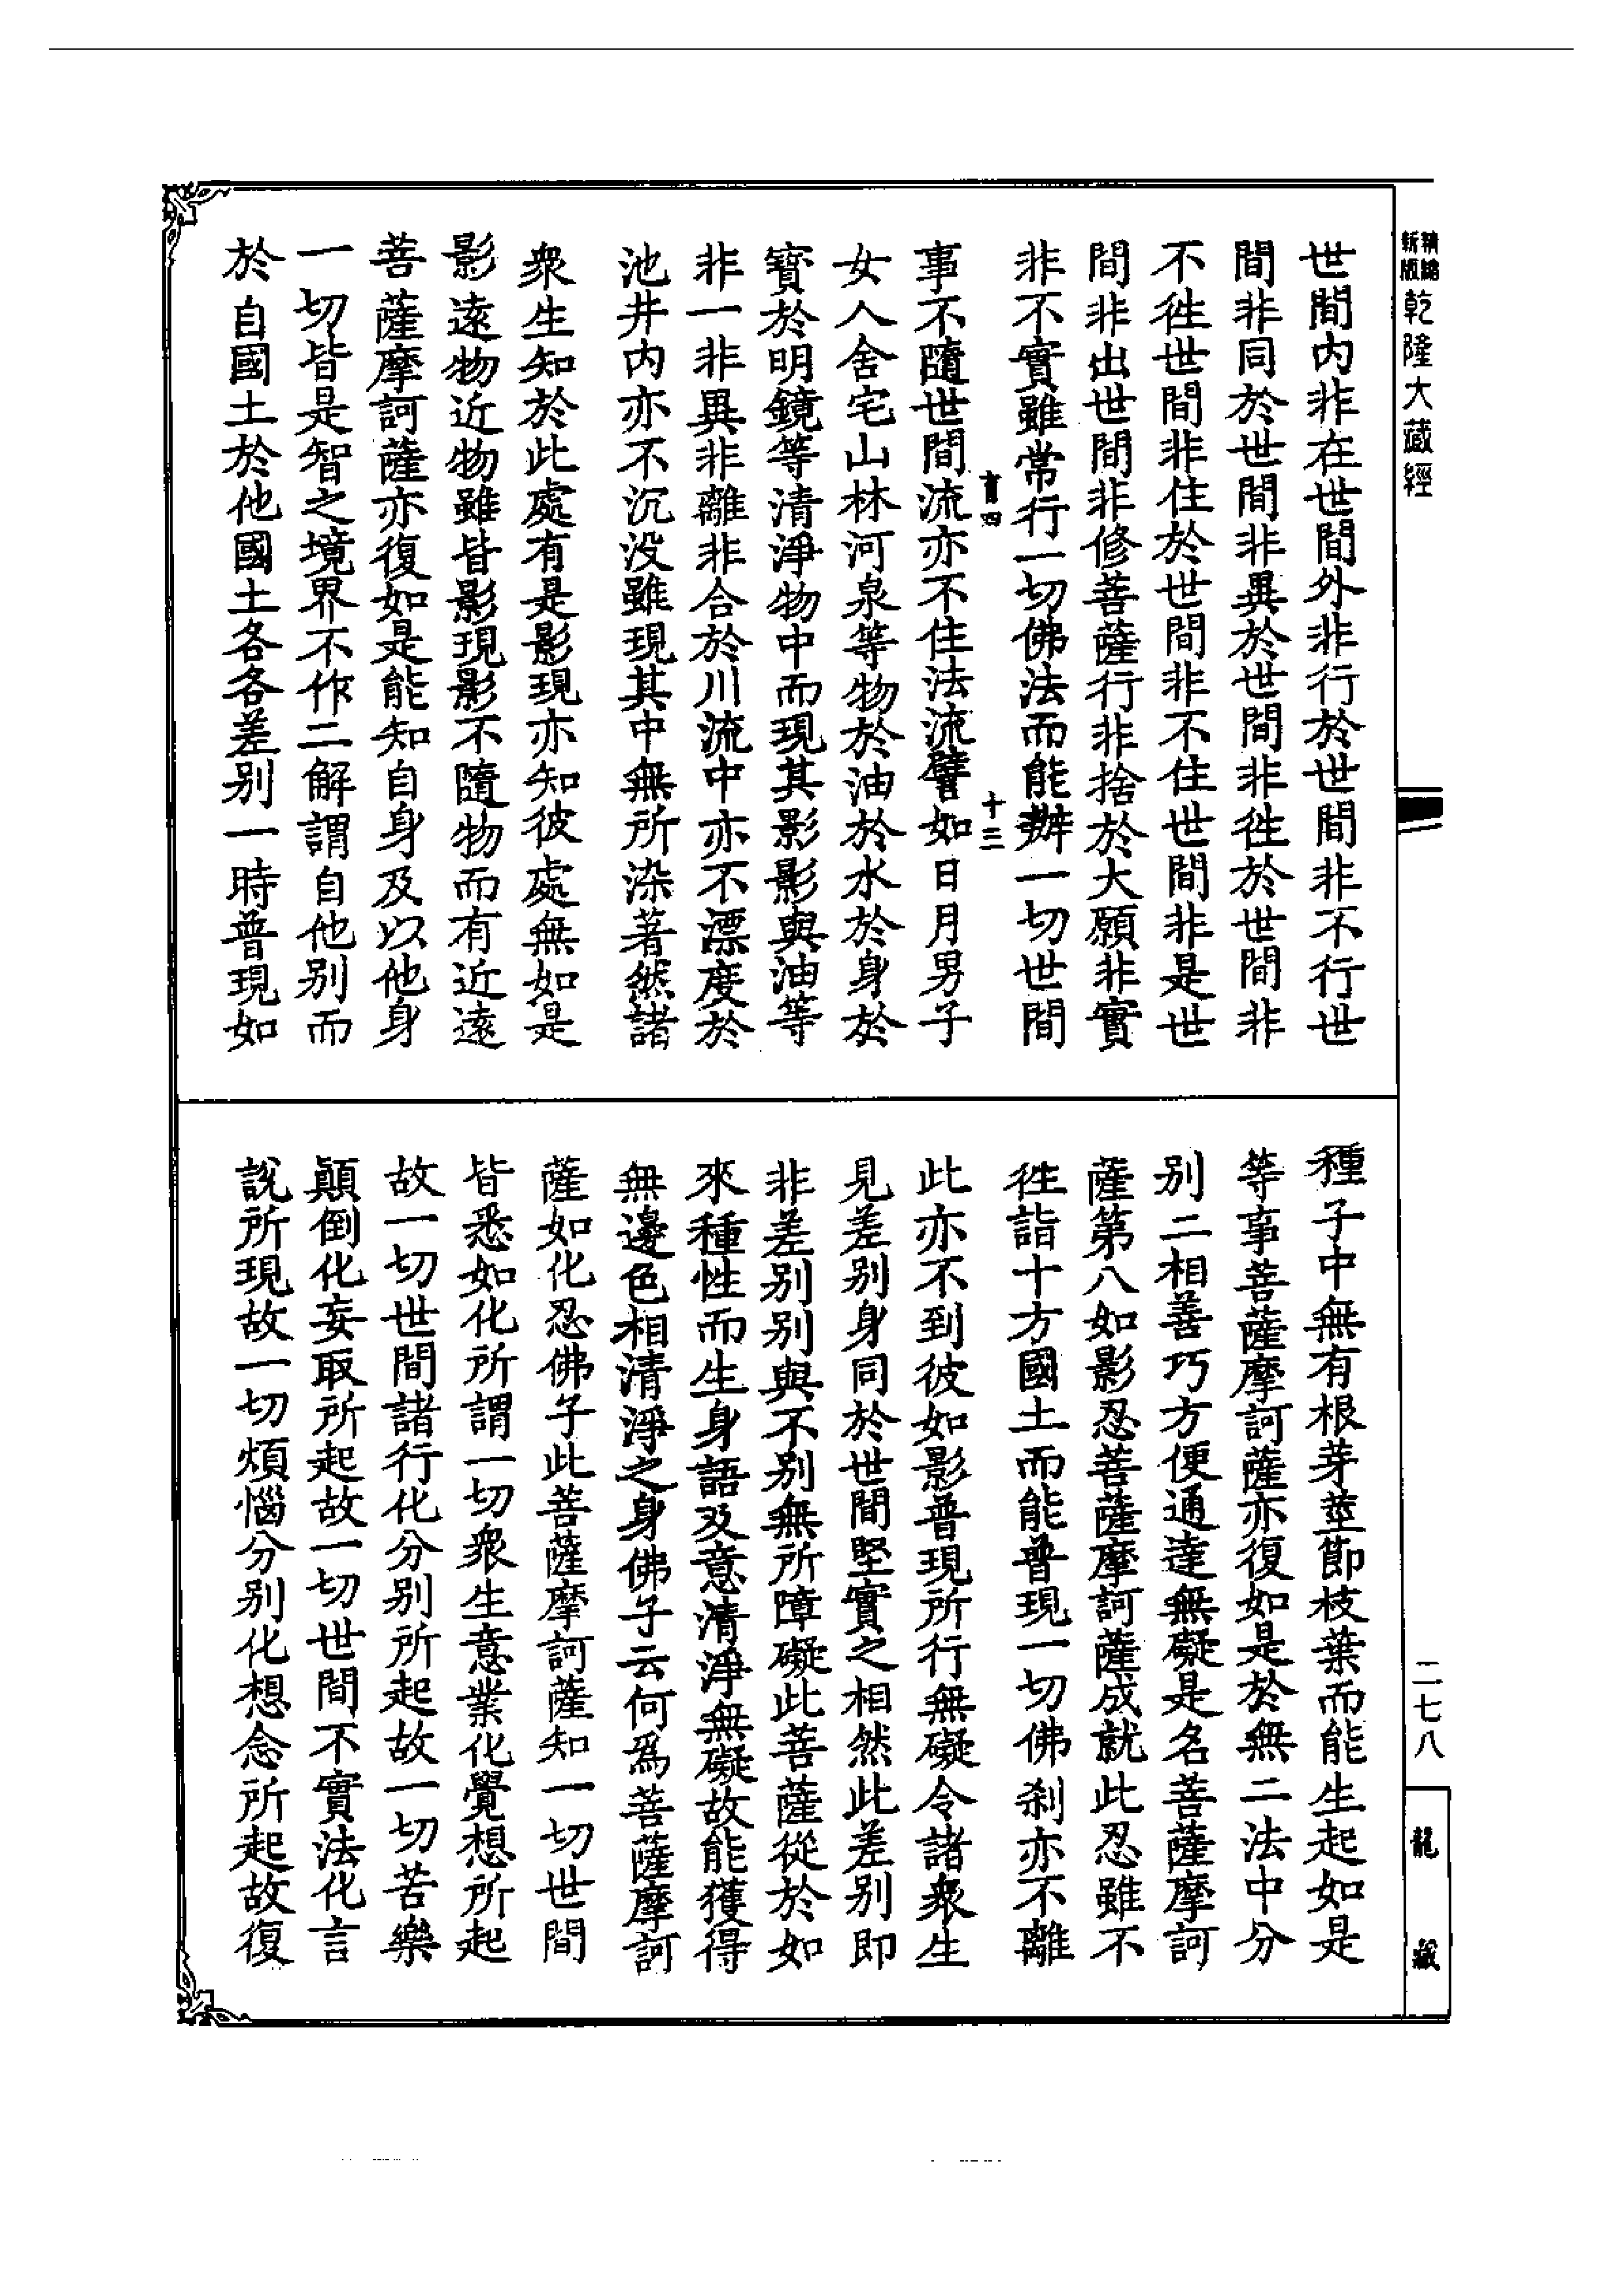 精縮新版乾隆大藏經
世間内非在世間外非行於世間非不行世
間非同於世間非異於世間非徃於世間非
不徃世間非住於世間非不住世間非是世
間非出世間非修菩薩行非捨於大願非實
非不實雖常行一切佛法而能辦一切世間
育四 十三
事不隨世間流亦不住法流譬如日月男子
女人舍宅山林河泉等物於油於水於身於
寳於明鏡等清淨物中而現其影影與油等
非一非異非離非合於川流中亦不漂度於
池井内亦不沉没雖現其中無所染著然諸
衆生知於此處有是影現亦知彼處無如是
影遠物近物雖皆影現影不隨物而有近遠
菩薩摩訶薩亦復如是能知自身及以他身
一切皆是智之境界不作二解謂自他别而
於自國土於他國土各各差别一時普現如
種子中無有根芽莖節枝葉而能生起如是
等事菩薩摩訶薩亦復如是於無二法中分
别二相善巧方便通達無礙是名菩薩摩訶
薩第八如影忍菩薩摩訶薩成就此忍雖不
徃詣十方國土而能普現一切佛刹亦不離
此亦不到彼如影普現所行無礙令諸衆生
見差别身同於世間堅實之相然此差别即
非差别别與不别無所障礙此菩薩從於如
來種性而生身語及意清淨無礙故能獲得
無邊色相清淨之身佛子云何爲菩薩摩訶
薩如化忍佛子此菩薩摩訶薩知一切世間
皆悉如化所謂一切衆生意業化覺想所起
故一切世間諸行化分别所起故一切苦樂
顛倒化妄取所起故一切世間不實法化言
説所現故一切煩惱分别化想念所起故復
二七八
龍藏